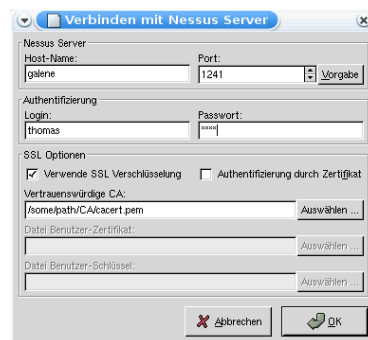 Verbinden mit Nessus Server
Nessus Server
Host-Name: Port:
galene 1241 Vorgabe
Authentifizierung
Login: Passwort:
thomas ****
SSL Optionen
Verwende SSL Verschlüsselung Authentifizierung durch Zertifikat
Vertrauenswürdige CA:
/some/path/CA/cacert.pem Auswählen ...
Datei Benutzer-Zertifikat:
Auswählen ...
Datei Benutzer-Schlüssel:
Auswählen ...
Abbrechen OK